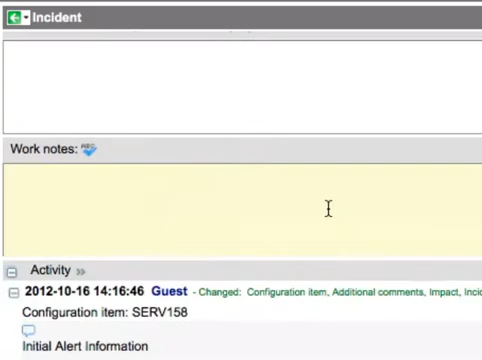 Incident
Work notes:
Activity
2012-10-16 14:16:46 Guest - Changed: Configuration item, Additional comments, Impact,
Configuration item: SERV158
Initial Alert Information